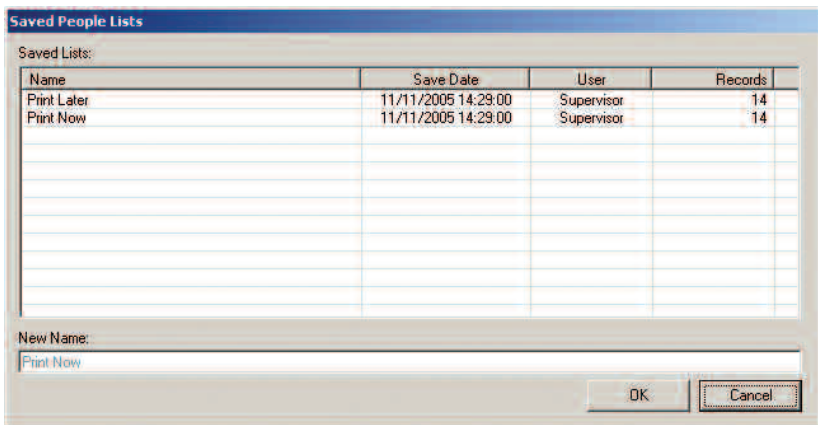 Saved People Lists
Saved Lists:
Name Save Date User Records
Print Later 11/11/2005 14:29:00 Supervisor 14
Print Now 11/11/2005 14:29:00 Supervisor 14
New Name:
Print Now
OK Cancel